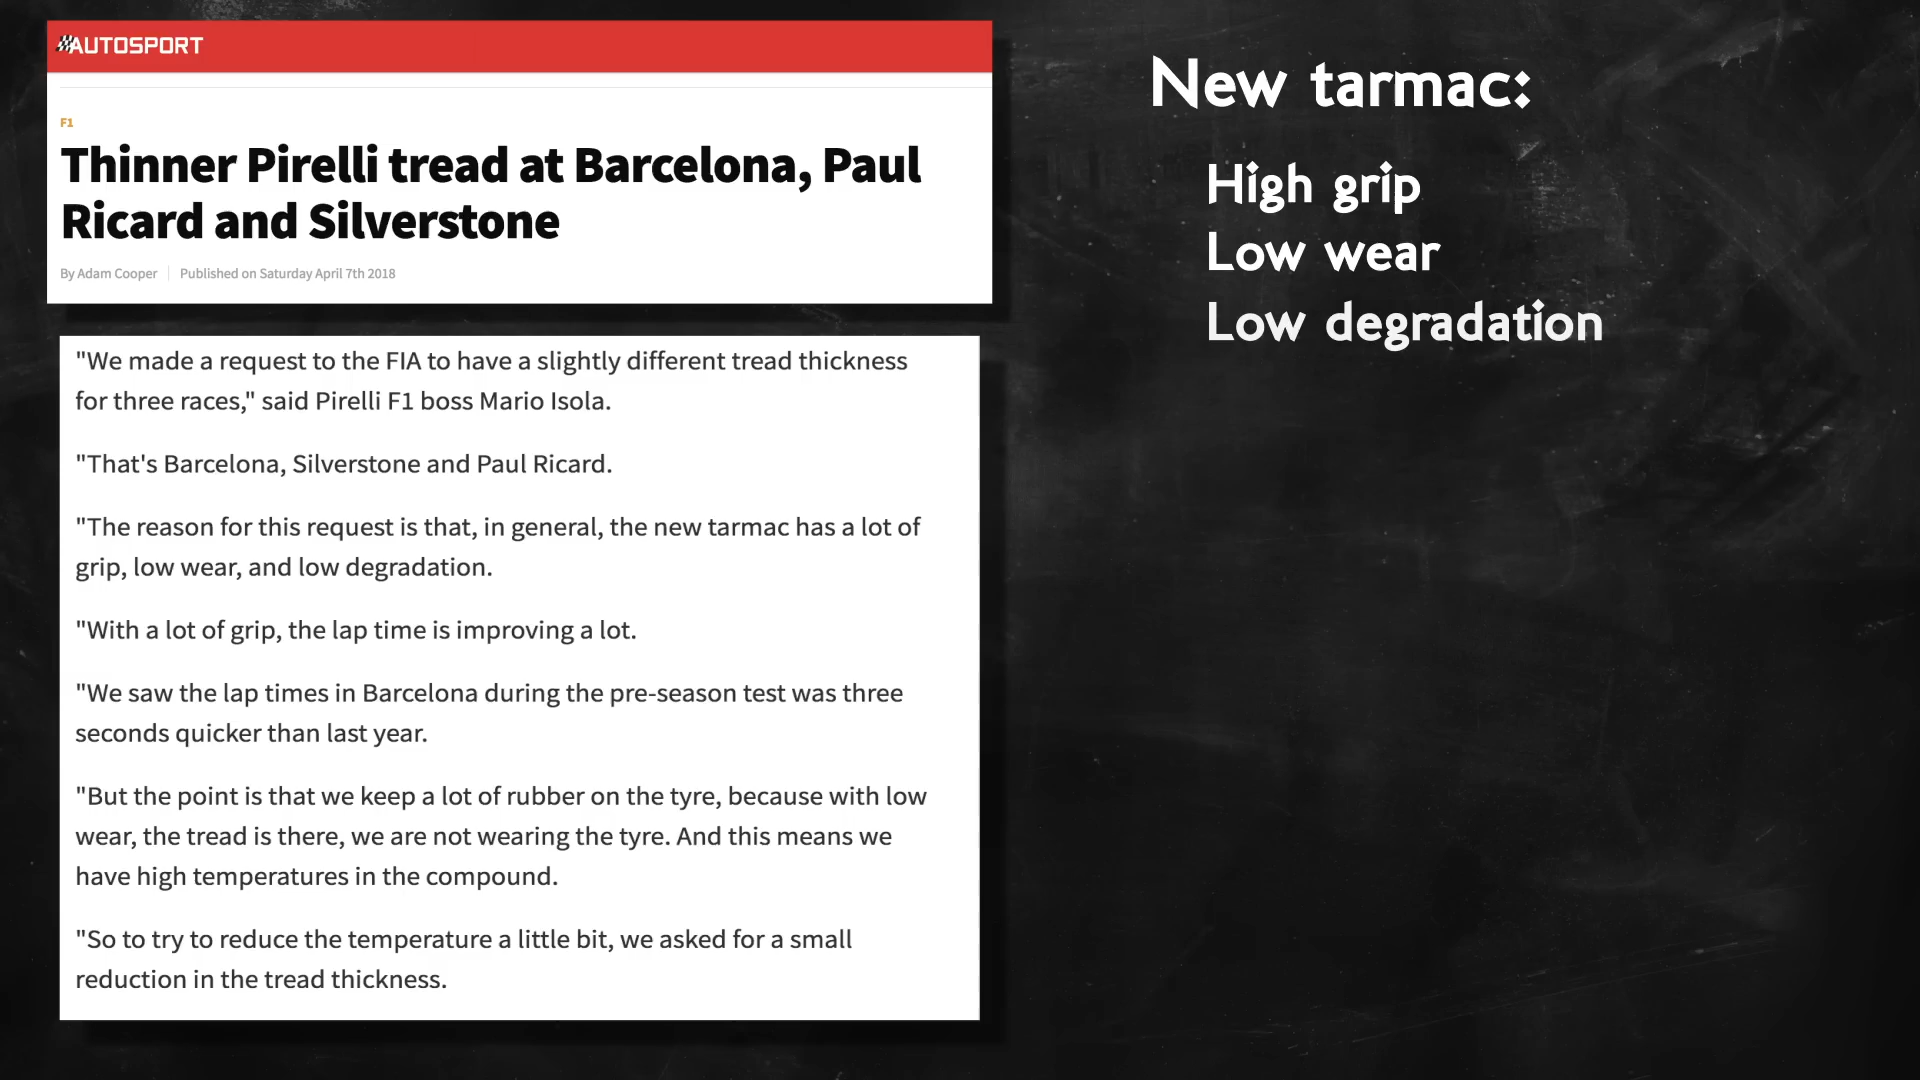 AUTOSPORT
F1
Thinner Pirelli tread at Barcelona, Paul
Ricard and Silverstone
By Adam Cooper | Published on Saturday April 7th 2018
"We made a request to the FIA to have a slightly different tread thickness
for three races," said Pirelli F1 boss Mario Isola.
"That's Barcelona, Silverstone and Paul Ricard.
"The reason for this request is that, in general, the new tarmac has a lot of
grip, low wear, and low degradation.
"With a lot of grip, the lap time is improving a lot.
"We saw the lap times in Barcelona during the pre-season test was three
seconds quicker than last year.
"But the point is that we keep a lot of rubber on the tyre, because with low
wear, the tread is there, we are not wearing the tyre. And this means we
have high temperatures in the compound.
"So to try to reduce the temperature a little bit, we asked for a small
reduction in the tread thickness.
New tarmac:
High grip
Low wear
Low degradation